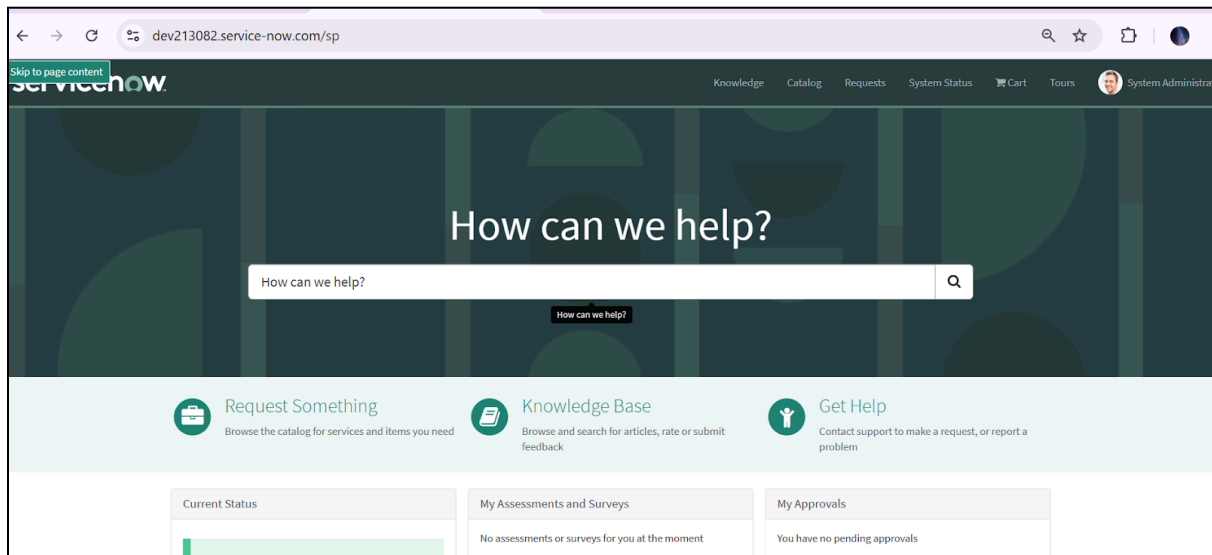 dev213082.service-now.com/sp
Skip to page content
servicenow.
Knowledge Catalog Requests System Status Cart Tours System Administra
How can we help?
How can we help?
How can we help?
Request Something
Browse the catalog for services and items you need
Knowledge Base
Browse and search for articles, rate or submit
feedback
Get Help
Contact support to make a request, or report a
problem
Current Status
My Assessments and Surveys
No assessments or surveys for you at the moment
My Approvals
You have no pending approvals